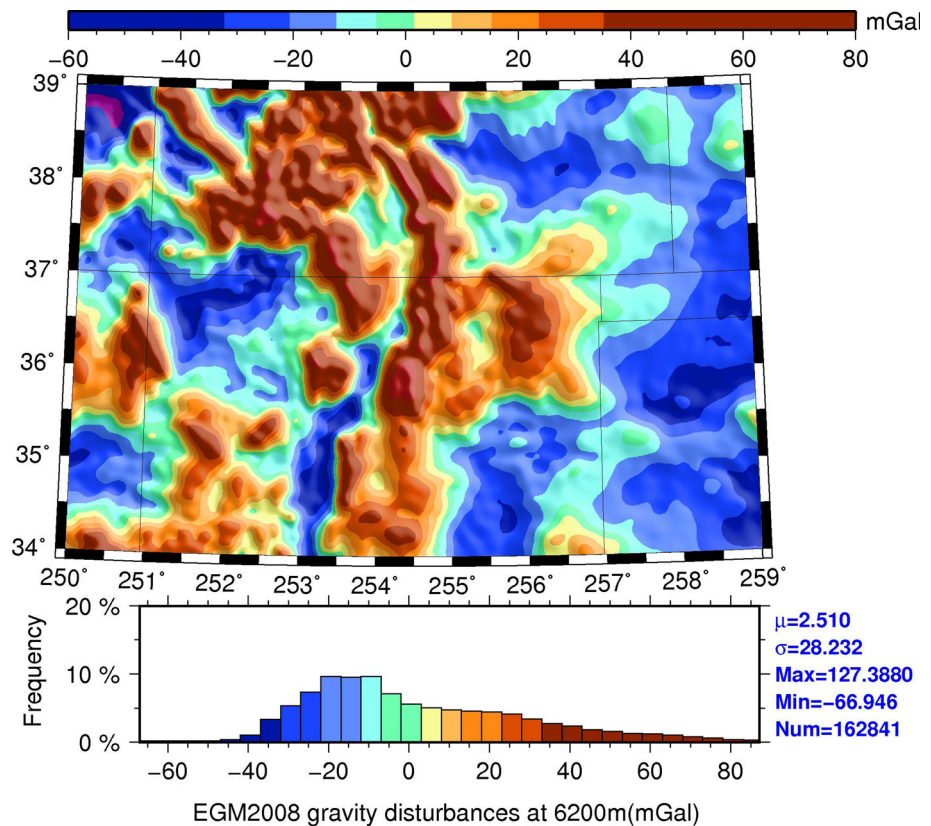 mGal
−60 −40 −20 0 20 40 60 80
39°
38°
37°
36°
35°
34°
250° 251° 252° 253° 254° 255° 256° 257° 258° 259°
20 %
10 %
0 %
Frequency
−60 −40 −20 0 20 40 60 80
μ=2.510
σ=28.232
Max=127.3880
Min=−66.946
Num=162841
EGM2008 gravity disturbances at 6200m(mGal)